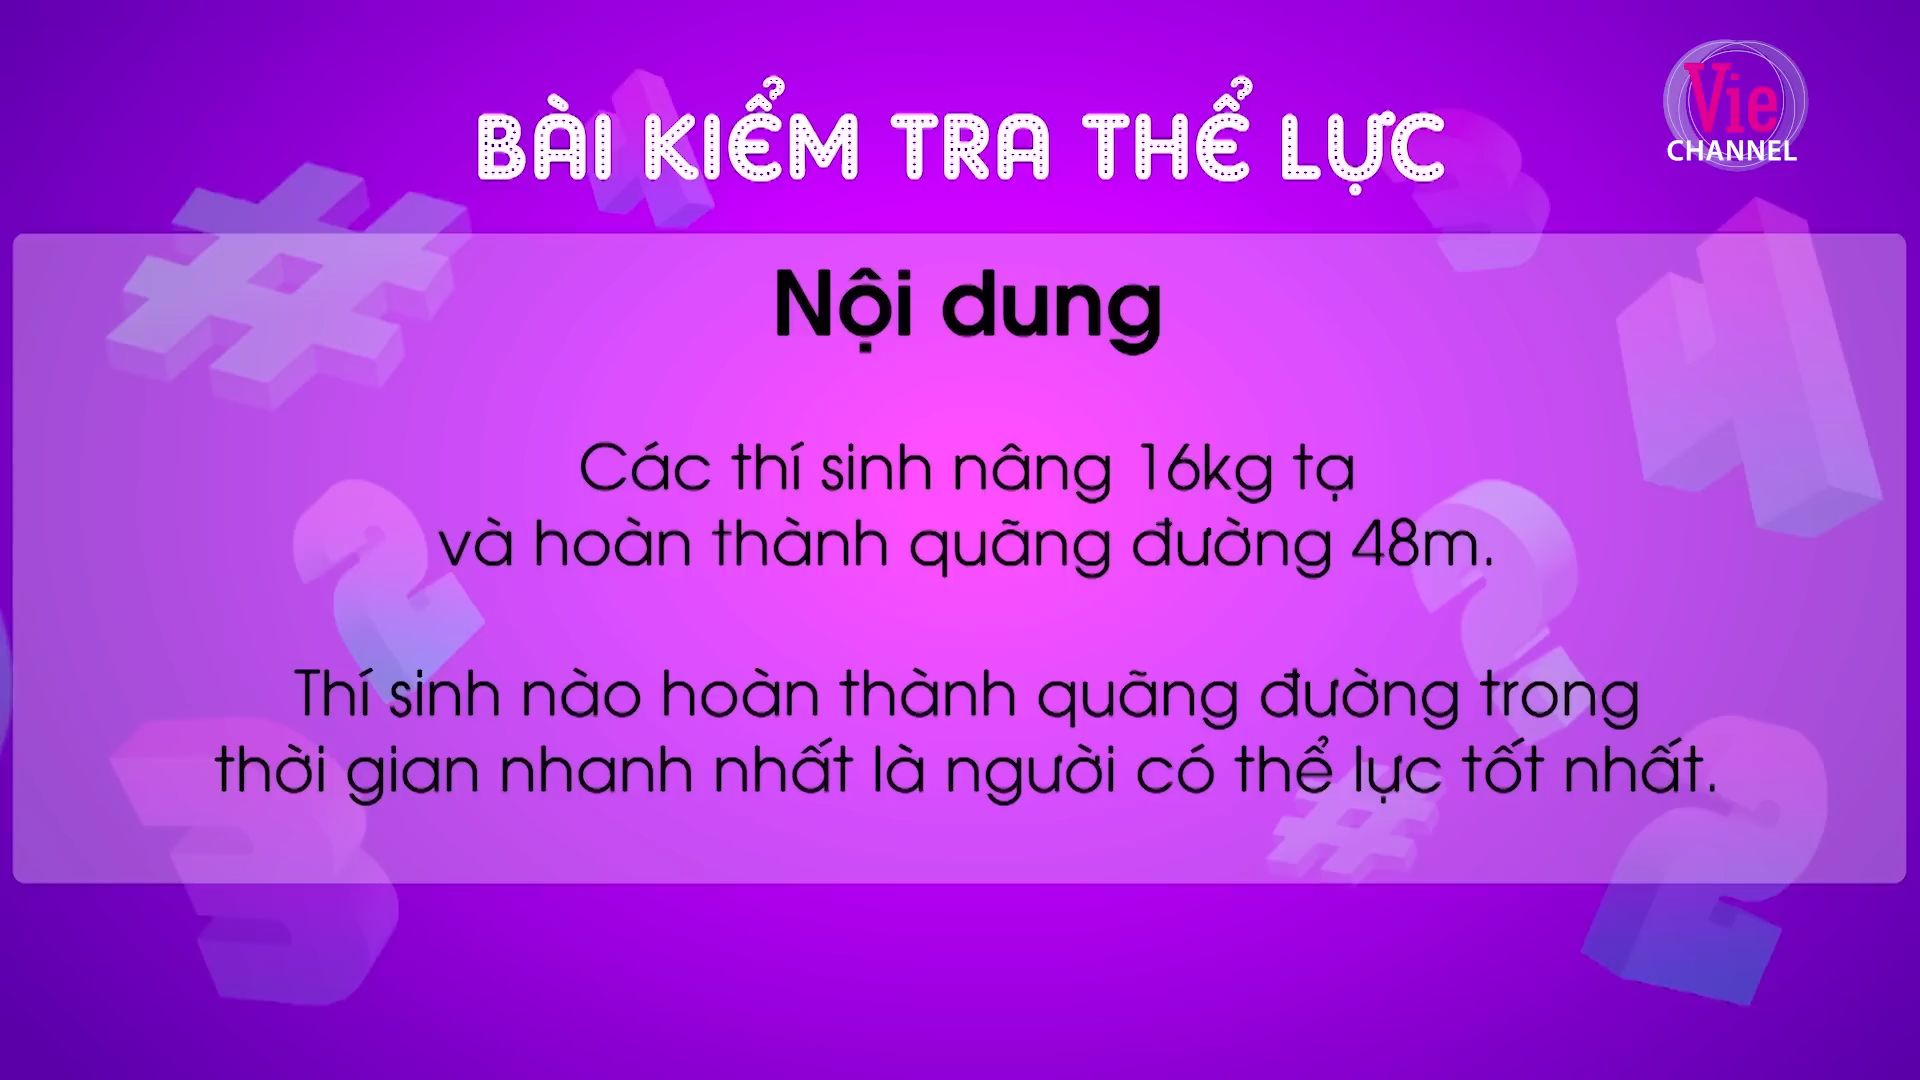 BÀI KIỂM TRA THỂ LỰC
Vie
CHANNEL
Nội dung
Các thí sinh nâng 16kg tạ
và hoàn thành quãng đường 48m.
Thí sinh nào hoàn thành quãng đường trong
thời gian nhanh nhất là người có thể lực tốt nhất.